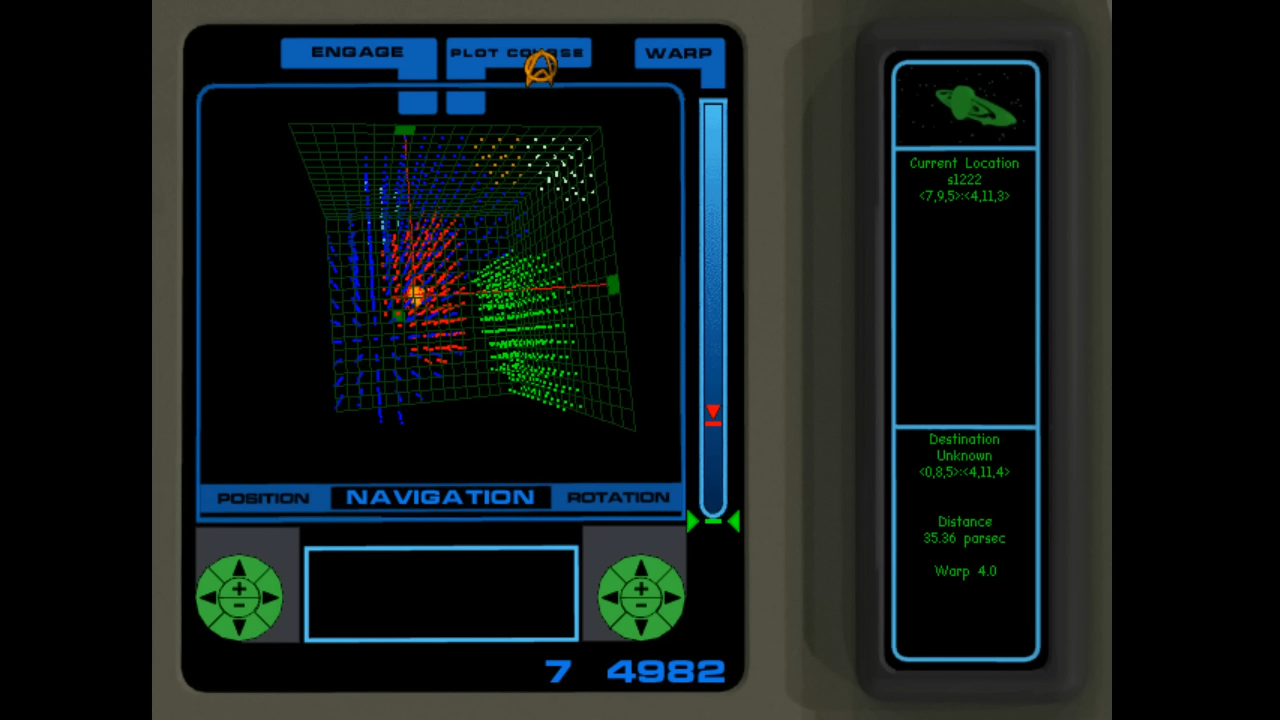 ENGAGE
PLOT COURSE
WARP
POSITION
NAVIGATION
ROTATION
+
-
+
-
7 4982
Current Location
s1222
<7,9,5>:<4,11,3>
Destination
Unknown
<0,8,5>:<4,11,4>
Distance
35.36 parsec
Warp 4.0